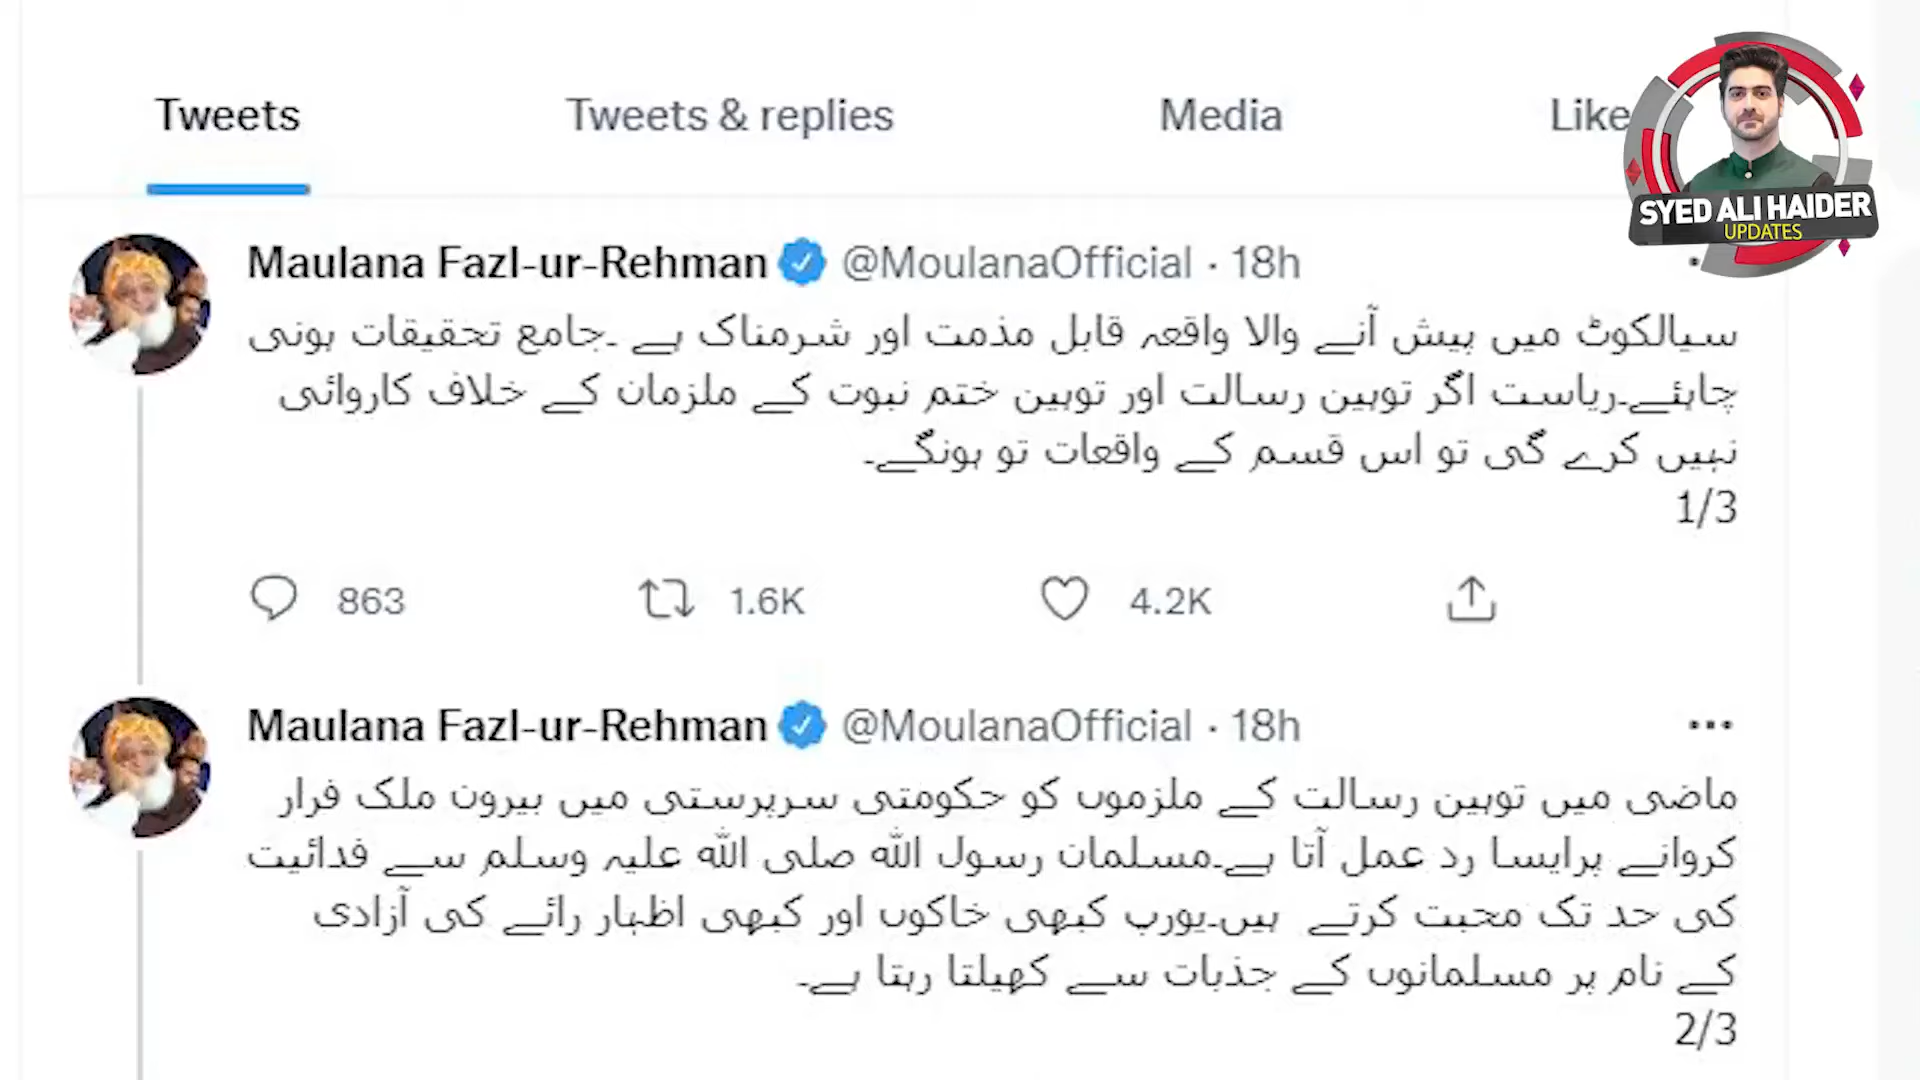 Tweets
Tweets & replies
Media
Like
SYED ALI HAIDER
UPDATES
Maulana Fazl-ur-Rehman @MoulanaOfficial · 18h
سیالکوٹ میں پیش آنے والا واقعہ قابل مذمت اور شرمناک ہے ۔جامع تحقیقات ہونی
چاہئے۔ریاست اگر توہین رسالت اور توہین ختم نبوت کے ملزمان کے خلاف کاروائی
نہیں کرے گی تو اس قسم کے واقعات تو ہونگے۔
1/3
863
1.6K
4.2K
Maulana Fazl-ur-Rehman @MoulanaOfficial · 18h
ماضی میں توہین رسالت کے ملزموں کو حکومتی سرپرستی میں بیرون ملک فرار
کروانے پرایسا رد عمل آتا ہے۔مسلمان رسول اللہ صلی اللہ علیہ وسلم سے فدائیت
کی حد تک محبت کرتے ہیں۔یورپ کبھی خاکوں اور کبھی اظہار رائے کی آزادی
کے نام پر مسلمانوں کے جذبات سے کھیلتا رہتا ہے۔
2/3